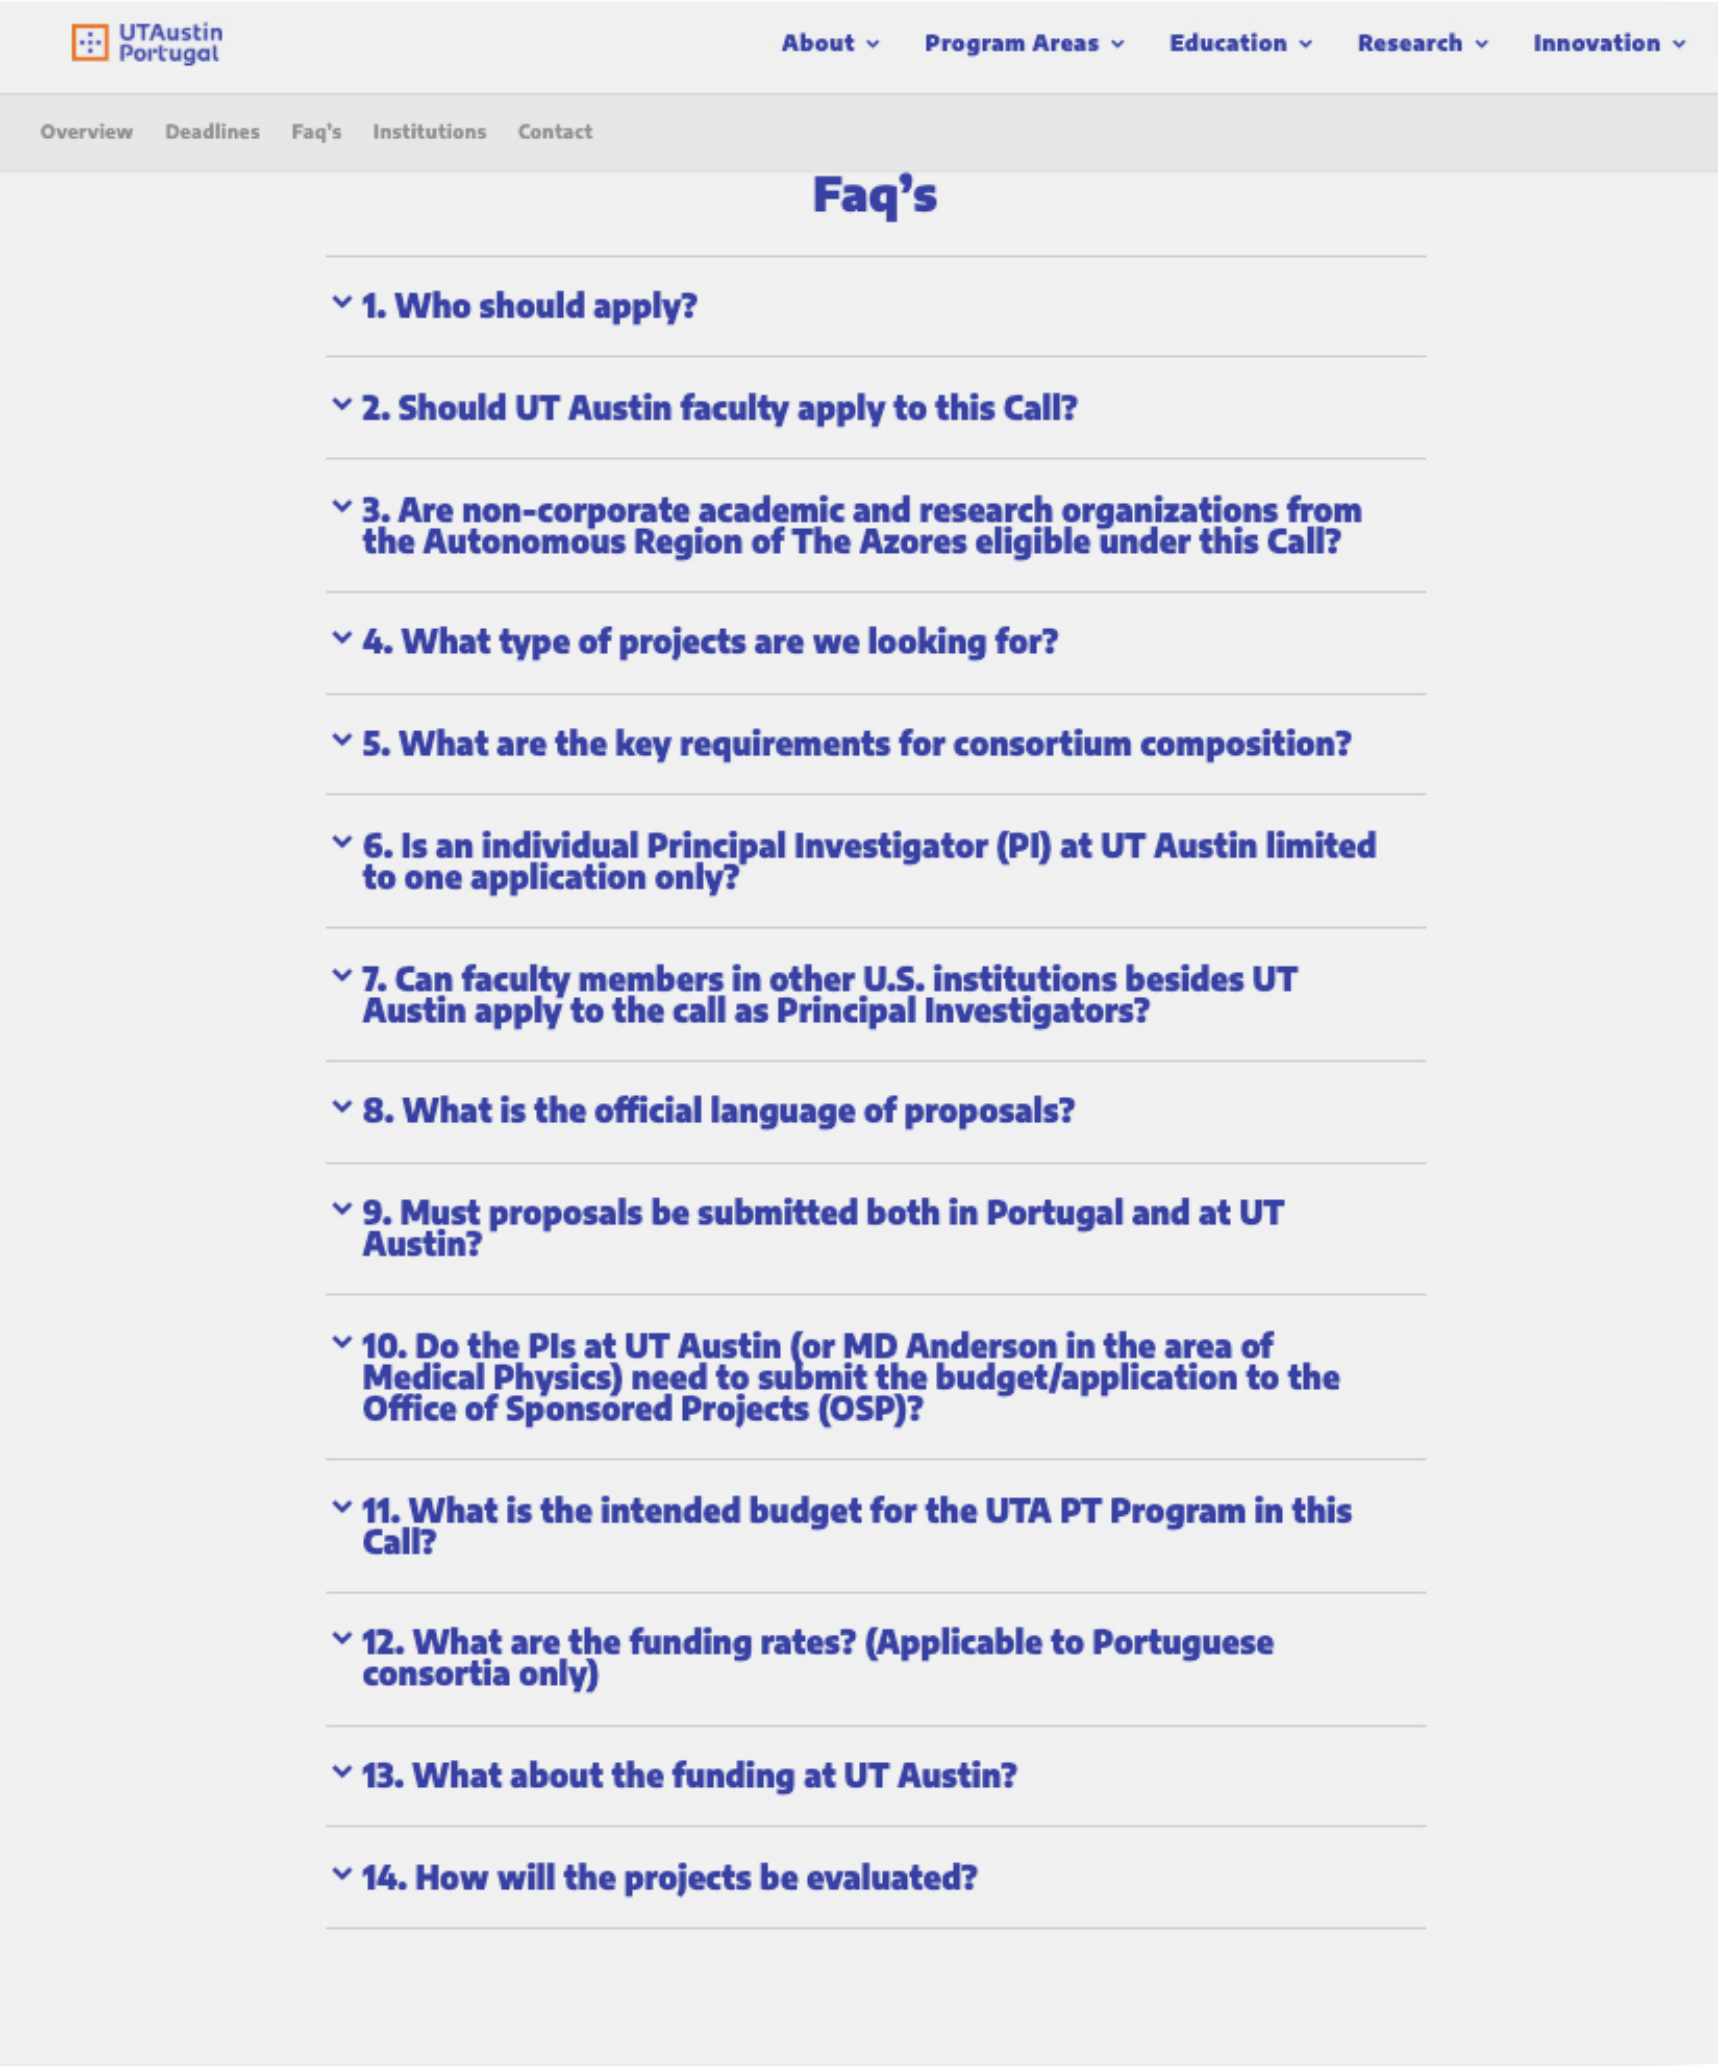 UTAustin
Portugal
About
Program Areas
Education
Research
Innovation
Overview
Deadlines
Faq's
Institutions
Contact
Faq’s
1. Who should apply?
2. Should UT Austin faculty apply to this Call?
3. Are non-corporate academic and research organizations from
the Autonomous Region of The Azores eligible under this Call?
4. What type of projects are we looking for?
5. What are the key requirements for consortium composition?
6. Is an individual Principal Investigator (PI) at UT Austin limited
to one application only?
7. Can faculty members in other U.S. institutions besides UT
Austin apply to the call as Principal Investigators?
8. What is the official language of proposals?
9. Must proposals be submitted both in Portugal and at UT
Austin?
10. Do the PIs at UT Austin (or MD Anderson in the area of
Medical Physics) need to submit the budget/application to the
Office of Sponsored Projects (OSP)?
11. What is the intended budget for the UTA PT Program in this
Call?
12. What are the funding rates? (Applicable to Portuguese
consortia only)
13. What about the funding at UT Austin?
14. How will the projects be evaluated?